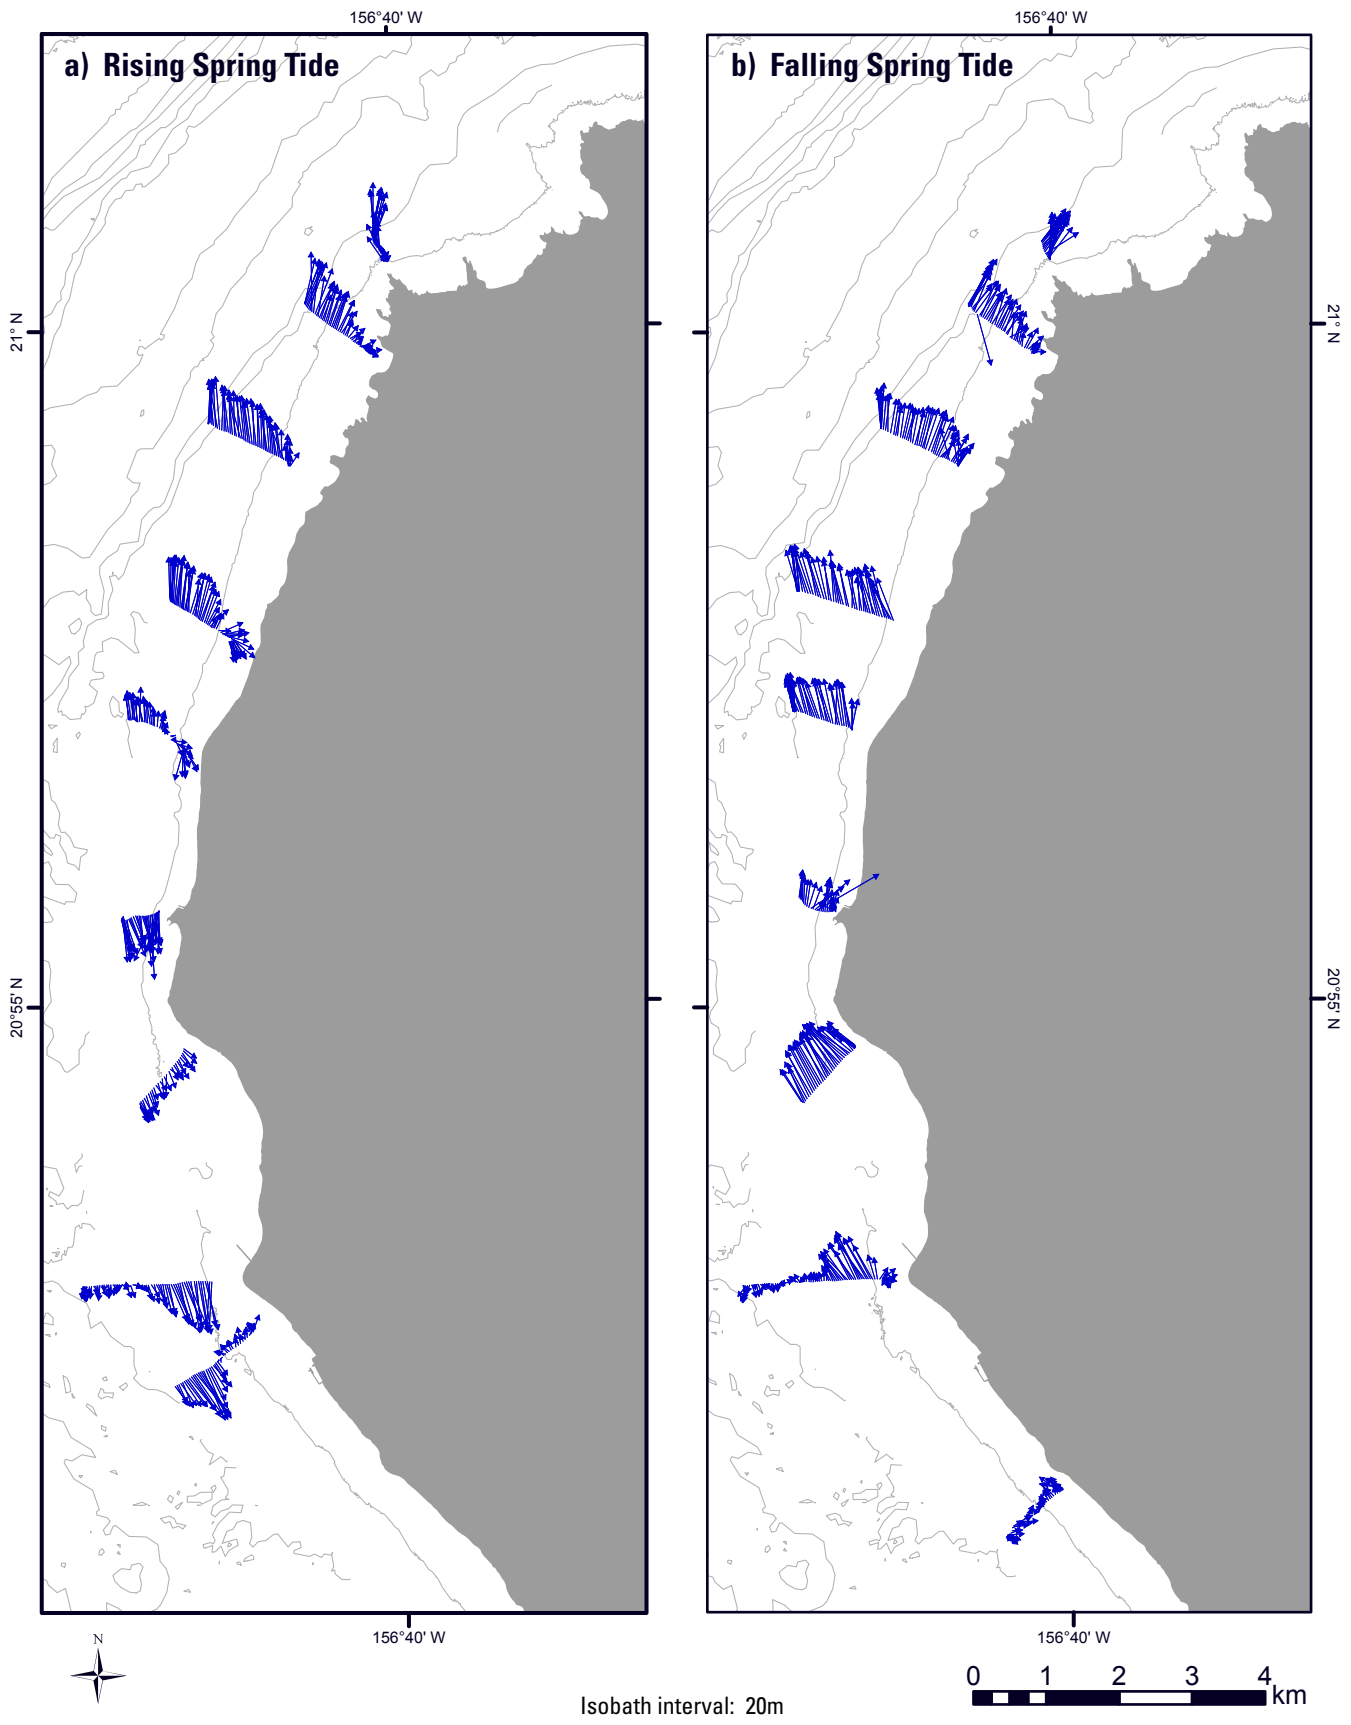 156°40' W
156°40' W
a) Rising Spring Tide
b) Falling Spring Tide
21° N
21° N
20°55' N
20°55' N
156°40' W
156°40' W
N
0 1 2 3 4
km
Isobath interval: 20m